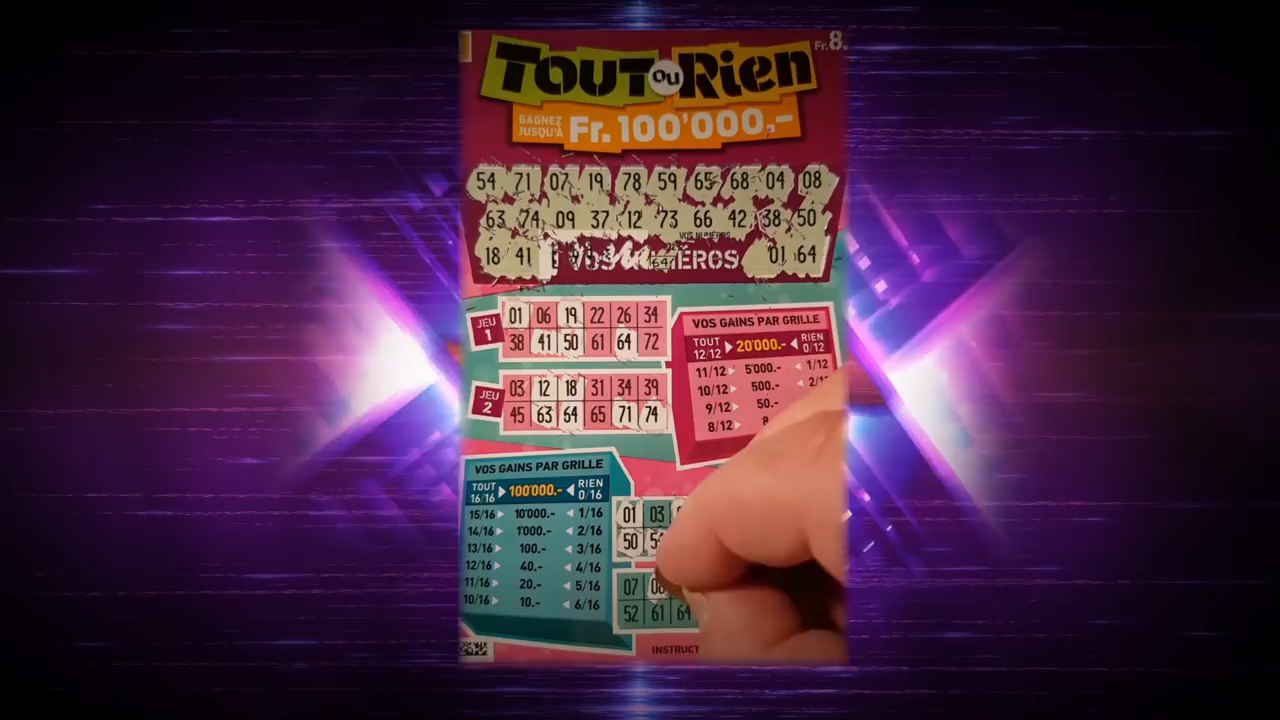 TOUT OU Rien
Fr. 8.
GAGNEZ JUSQU'À Fr. 100'000.-
54 71 07 19 78 59 65 68 04 08
63 74 09 37 12 73 66 42 38 50
VOS NUMÉROS
18 41 VOS NUMÉROS 01 64
64
JEU 1
01 06 19 22 26 34
38 41 50 61 64 72
JEU 2
03 12 18 31 34 39
45 63 64 65 71 74
VOS GAINS PAR GRILLE
TOUT 12/12 20'000.- RIEN 0/12
11/12 5'000.- 1/12
10/12 500.-
9/12 50.-
8/12
VOS GAINS PAR GRILLE
TOUT 16/16 100'000.- RIEN 0/16
15/16 10'000.- 1/16
14/16 1'000.- 2/16
13/16 100.- 3/16
12/16 40.- 4/16
11/16 20.- 5/16
10/16 10.- 6/16
01 03
50
07
52 61 64
INSTRUCT